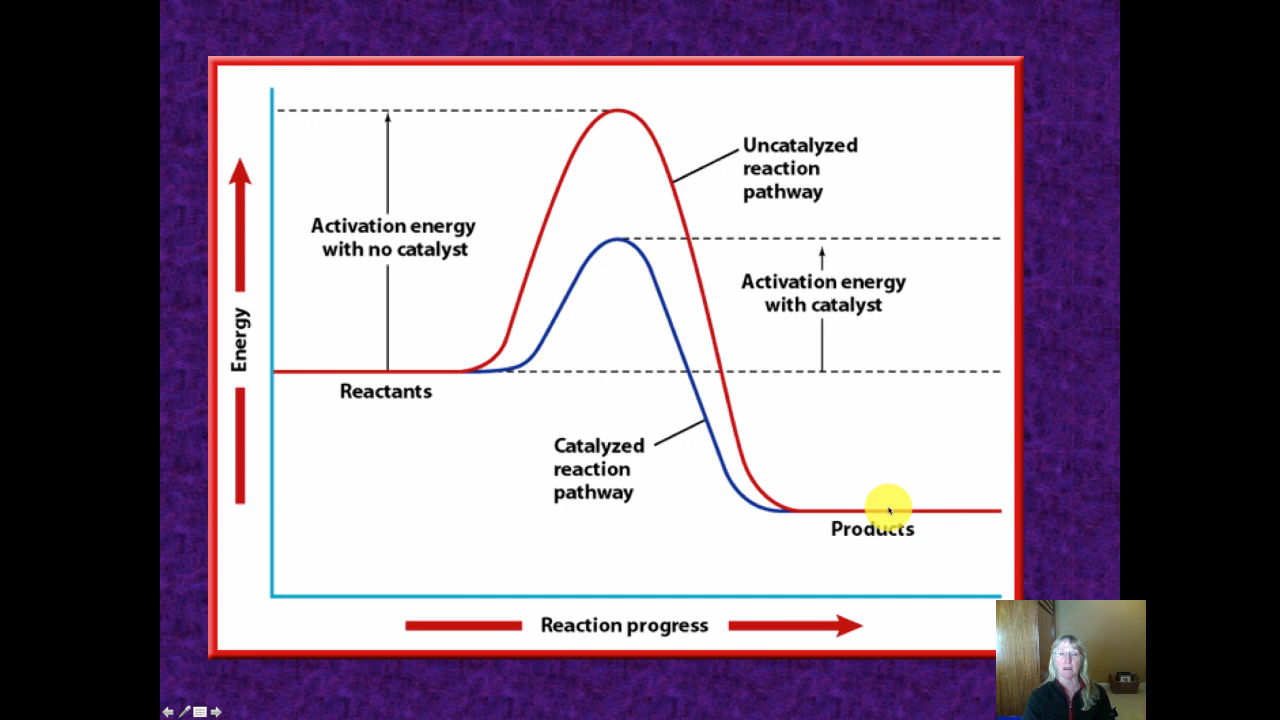 Uncatalyzed
reaction
pathway
Activation energy
with no catalyst
Activation energy
with catalyst
Energy
Reactants
Catalyzed
reaction
pathway
Products
Reaction progress